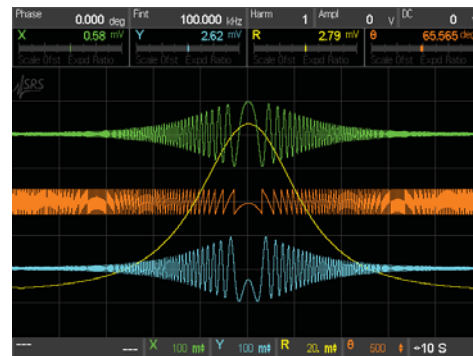 Phase 0.000 deg Fint 100.000 kHz Harm 1 Ampl 0 V DC 0
X 0.58 mV Y 2.62 mV R 2.79 mV θ 65.565 deg
Scale Ofst Expd Ratio Scale Ofst Expd Ratio Scale Ofst Expd Ratio Scale Ofst Expd Ratio
SRS
--- --- X 100 m Y 100 m R 20. m θ 500 10 S